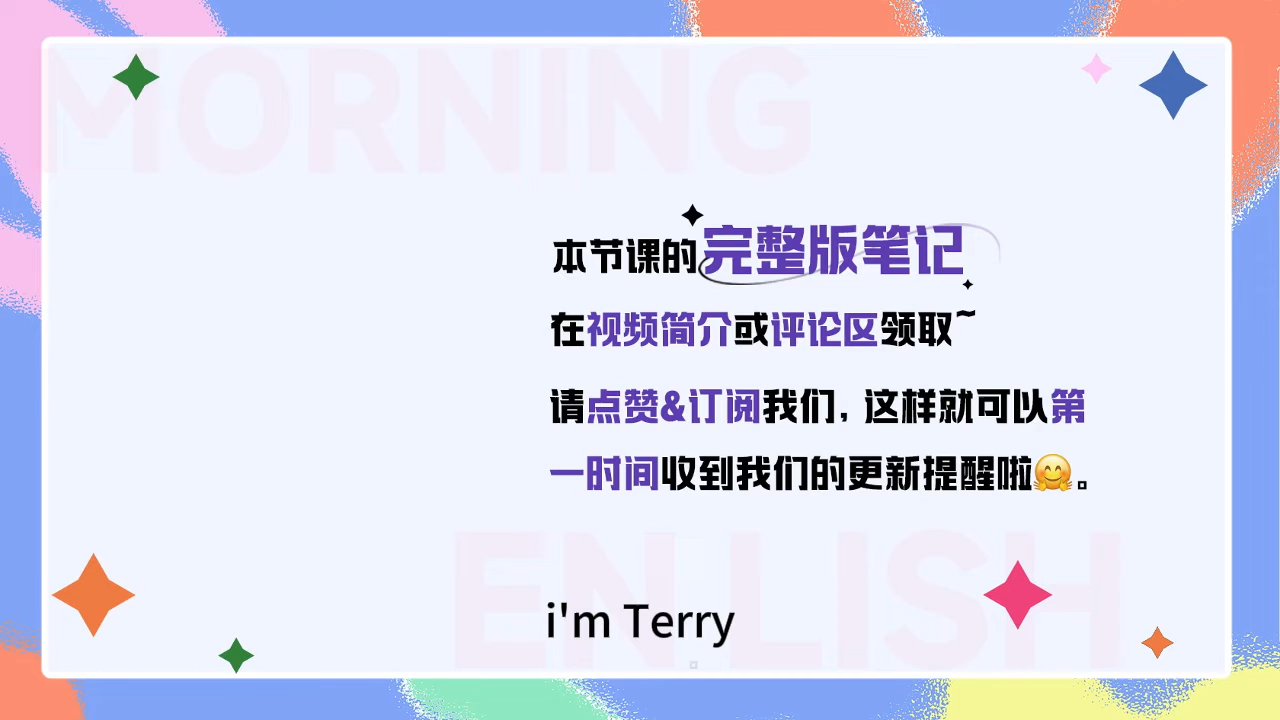 MORNING
本节课的完整版笔记
在视频简介或评论区领取~
请点赞&订阅我们，这样就可以第
一时间收到我们的更新提醒啦🤗。
EN LISH
i'm Terry